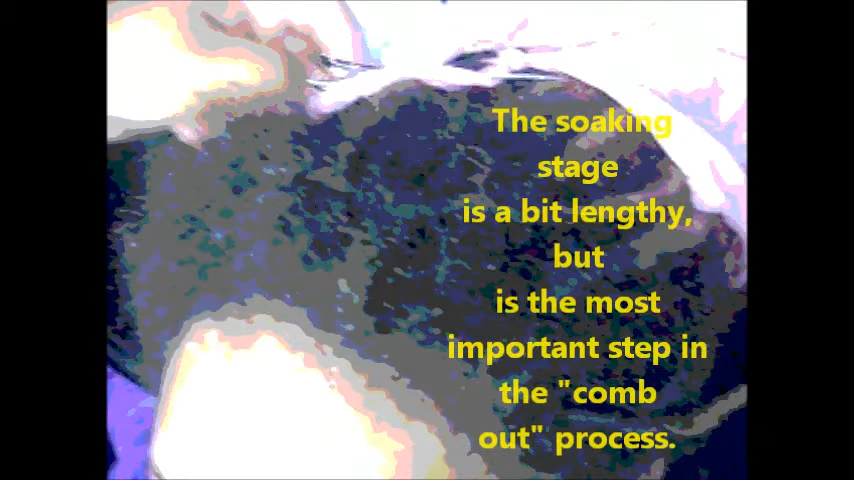 The soaking
stage
is a bit lengthy,
but
is the most
important step in
the "comb
out" process.